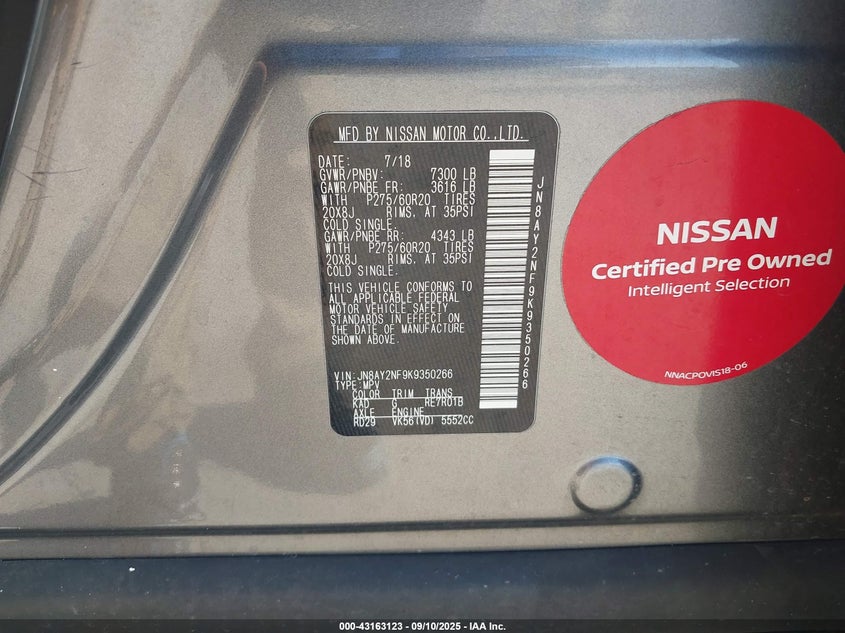 MFD BY NISSAN MOTOR CO.,LTD.
DATE: 7/18
GVWR/PNBV: 7300 LB
GAWR/PNBE FR: 3616 LB
WITH P275/60R20 TIRES
20X8J RIMS. AT 35PSI
COLD SINGLE.
GAWR/PNBE RR: 4343 LB
WITH P275/60R20 TIRES
20X8J RIMS. AT 35PSI
COLD SINGLE.
THIS VEHICLE CONFORMS TO
ALL APPLICABLE FEDERAL
MOTOR VEHICLE SAFETY
STANDARDS IN EFFECT ON
THE DATE OF MANUFACTURE
SHOWN ABOVE.
VIN:JN8AY2NF9K9350266
TYPE:MPV
COLOR TRIM TRANS
KAD G RE7R01B
AXLE ENGINE
RD29 VK56(VD) 5552CC
JN8AY2NF9K9350266
NISSAN
Certified Pre Owned
Intelligent Selection
NNACPOVIS18-06
000-43163123 - 09/10/2025 - IAA Inc.